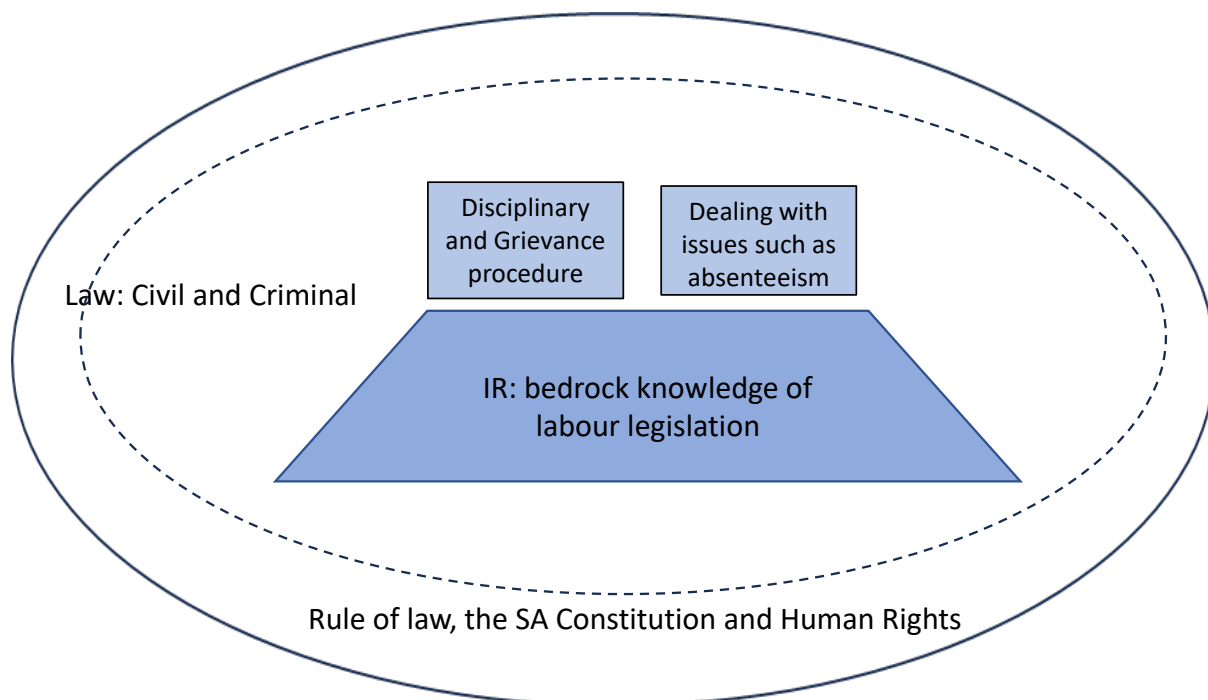 Disciplinary
and Grievance
procedure
Dealing with
issues such as
absenteeism
Law: Civil and Criminal
IR: bedrock knowledge of
labour legislation
Rule of law, the SA Constitution and Human Rights